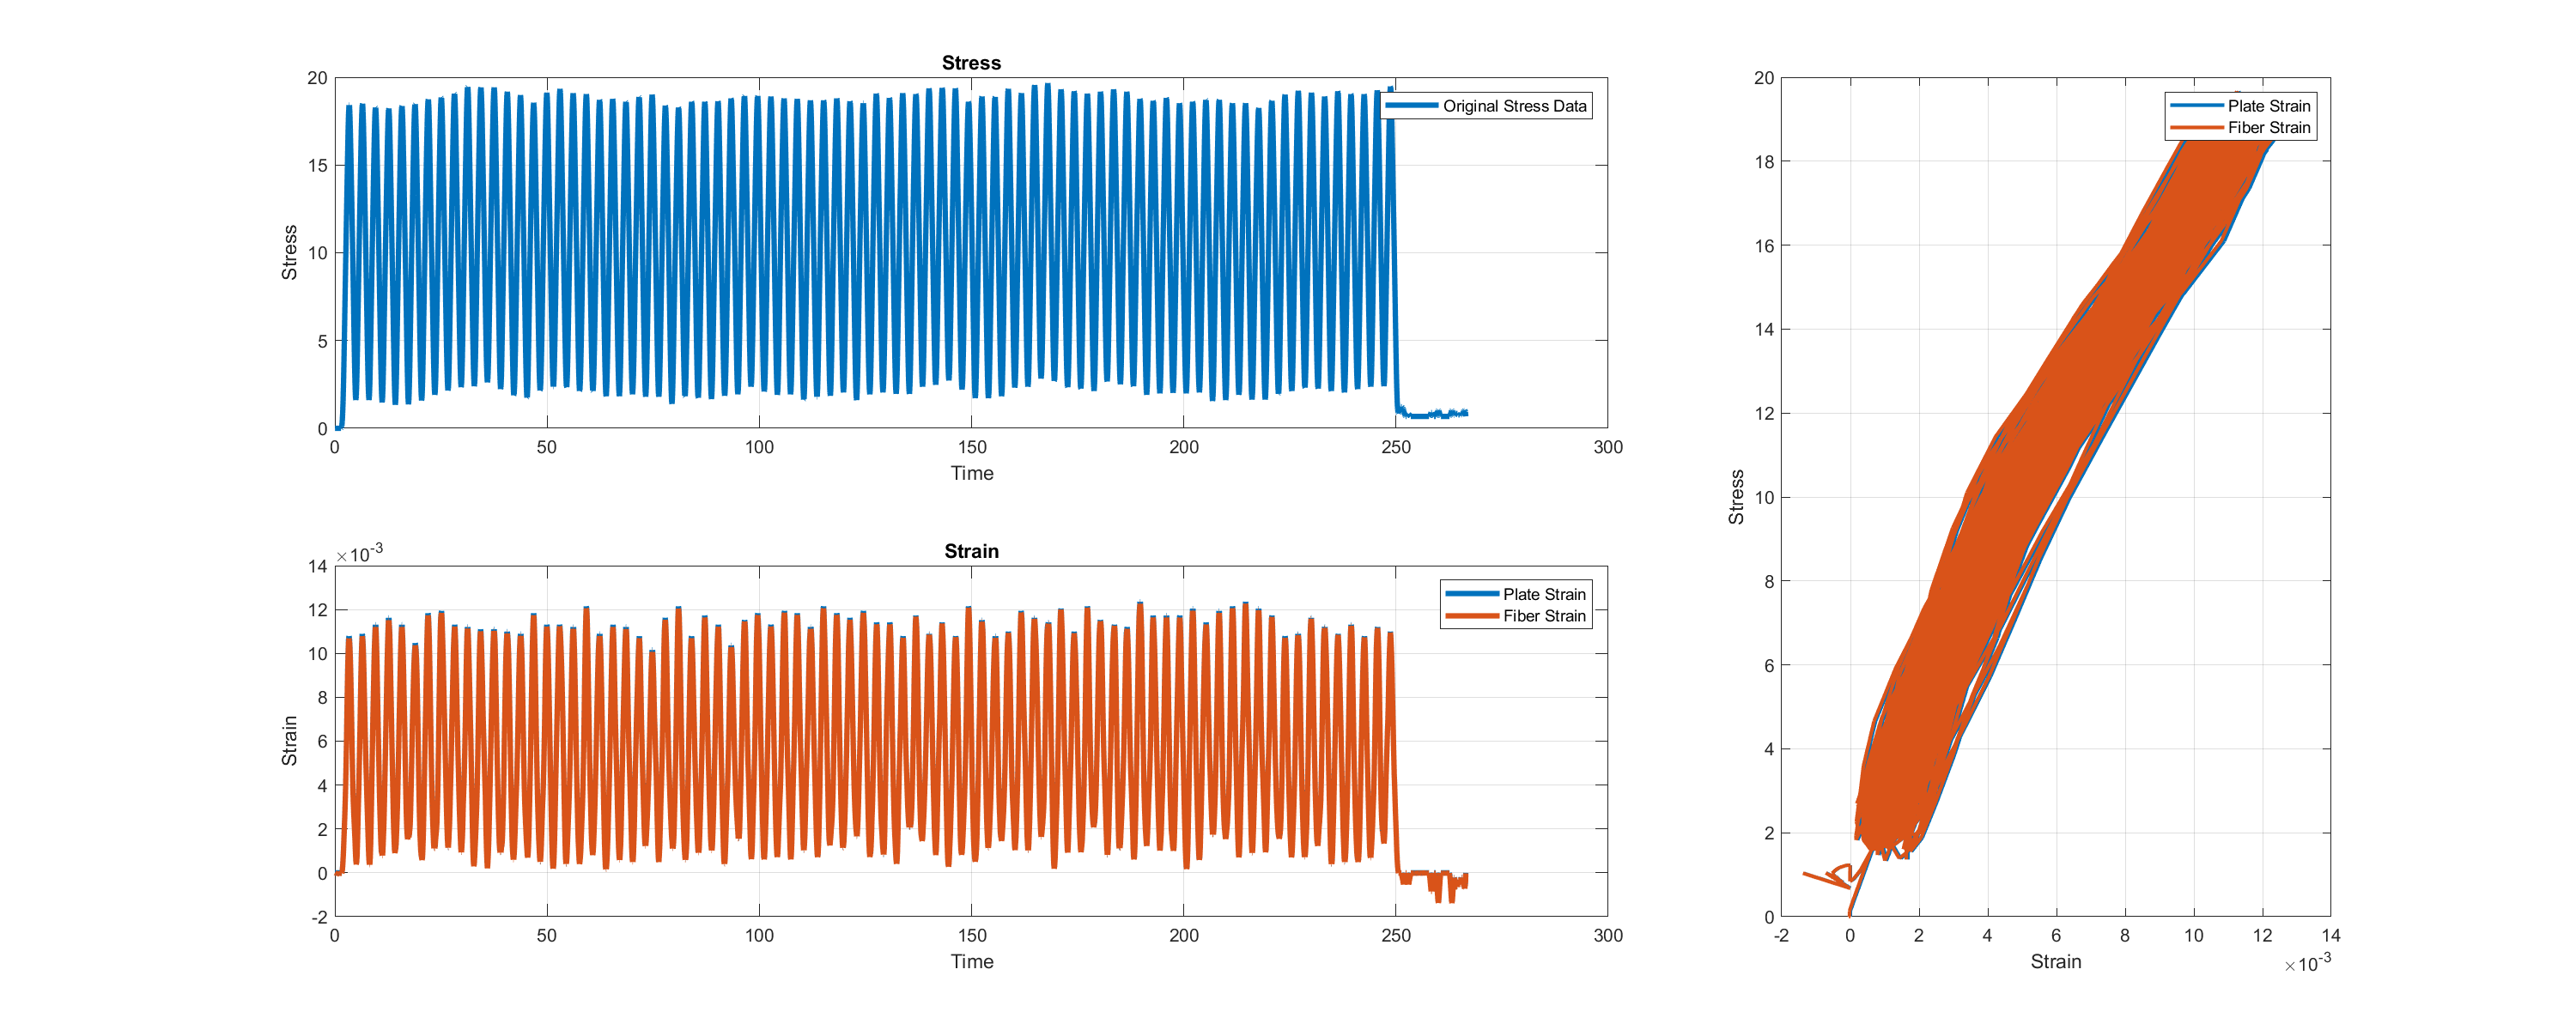 Stress
20
15
10
5
0
Stress
Original Stress Data
0 50 100 150 200 250 300
Time
Strain
×10-3
14
12
10
8
6
4
2
0
-2
Strain
Plate Strain
Fiber Strain
0 50 100 150 200 250 300
Time
20
18
16
14
12
10
8
6
4
2
0
Stress
Plate Strain
Fiber Strain
-2 0 2 4 6 8 10 12 14
Strain
×10-3